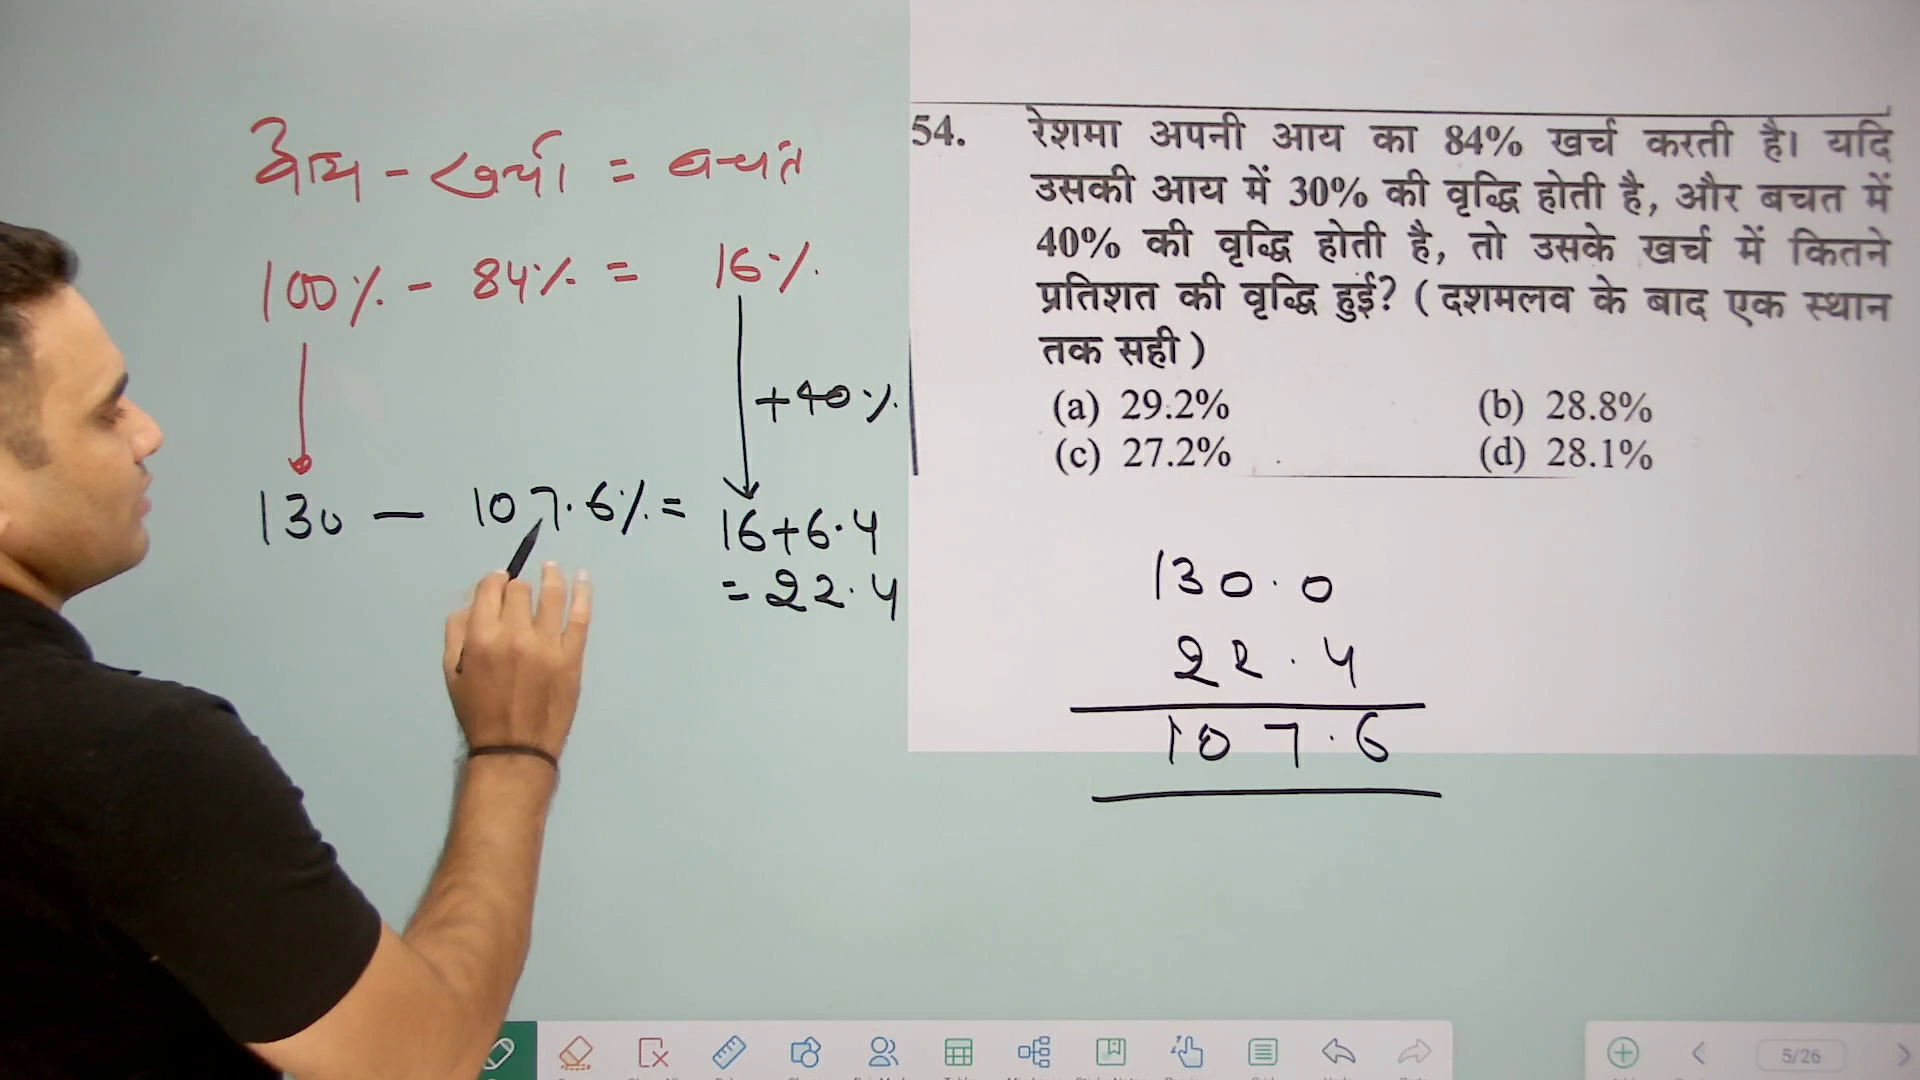 आय - खर्चा = बचत
100% - 84% = 16%
+40%
130 - 107.6% = 16+6.4
= 22.4
54. रेशमा अपनी आय का 84% खर्च करती है। यदि
उसकी आय में 30% की वृद्धि होती है, और बचत में
40% की वृद्धि होती है, तो उसके खर्च में कितने
प्रतिशत की वृद्धि हुई? ( दशमलव के बाद एक स्थान
तक सही )
(a) 29.2% (b) 28.8%
(c) 27.2% (d) 28.1%
130.0
22.4
107.6
5/26